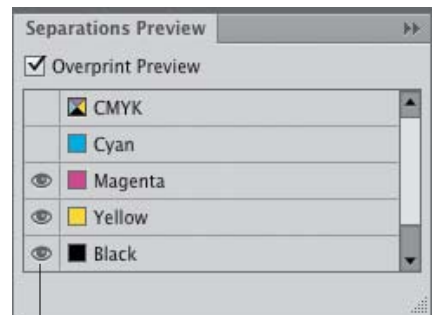 Separations Preview
Overprint Preview
CMYK
Cyan
Magenta
Yellow
Black